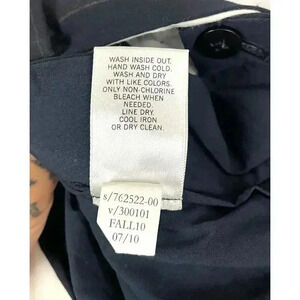 WASH INSIDE OUT.
HAND WASH COLD.
WASH AND DRY
WITH LIKE COLORS.
ONLY NON-CHLORINE
BLEACH WHEN
NEEDED.
LINE DRY.
COOL IRON
OR DRY CLEAN.
s/762522-00
v/300101
FALL10
07/10